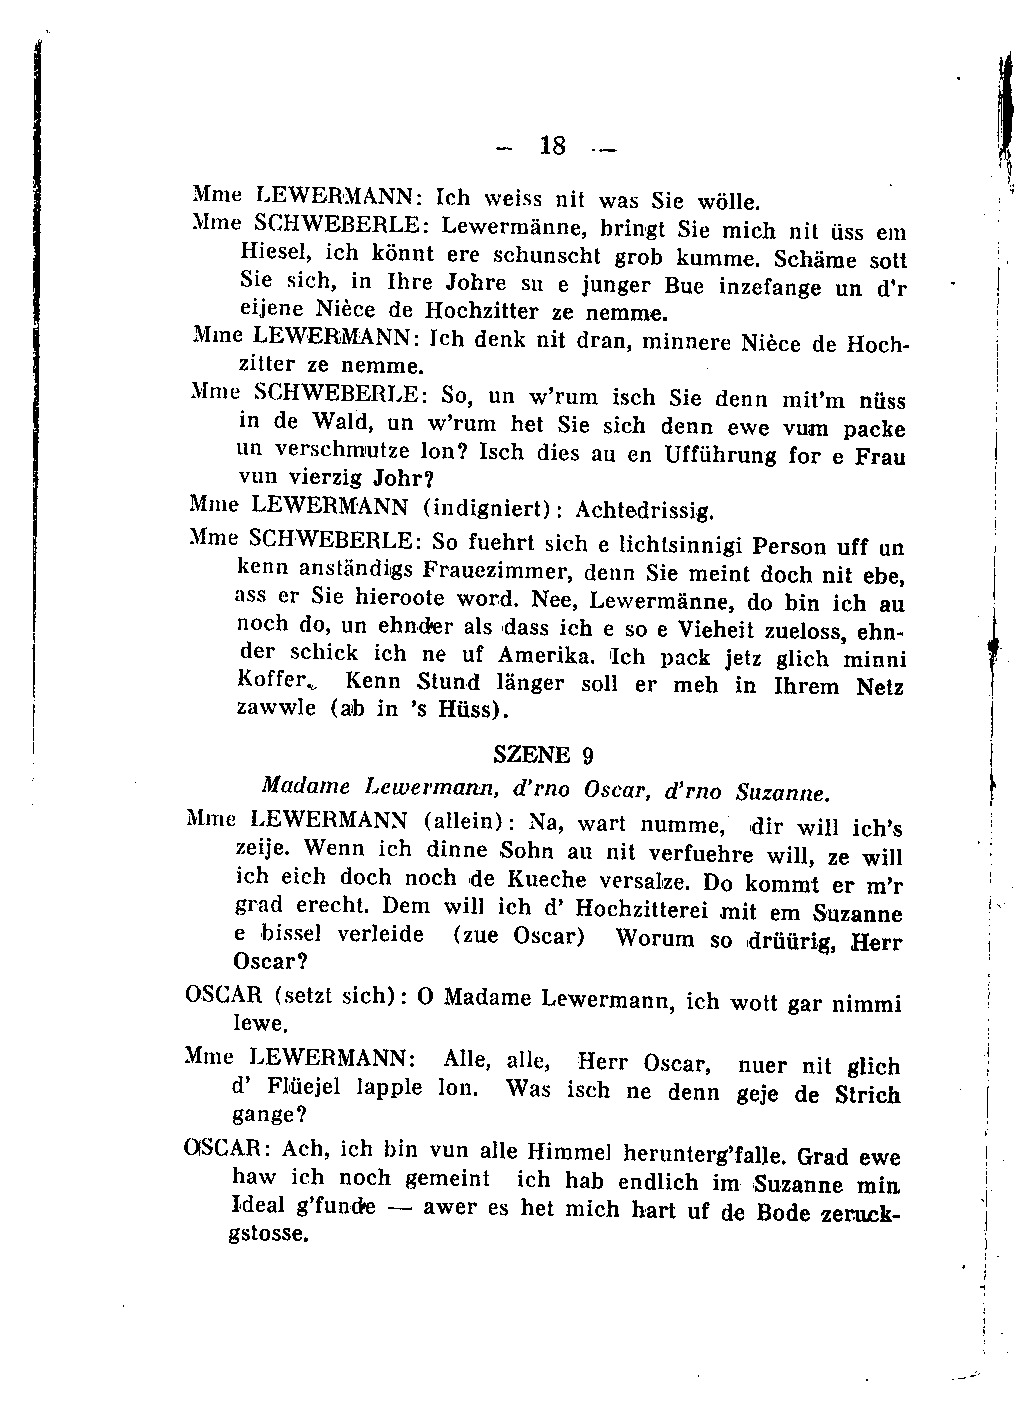 — 18 —
Mme LEWERMANN: Ich weiss nit was Sie wölle.
Mme SCHWEBERLE: Lewermänne, bringt Sie mich nit üss em
Hiesel, ich könnt ere schunscht grob kumme. Schäme sott
Sie sich, in Ihre Johre su e junger Bue inzefange un d'r
eijene Nièce de Hochzitter ze nemme.
Mme LEWERMANN: Ich denk nit dran, minnere Nièce de Hoch-
zitter ze nemme.
Mme SCHWEBERLE: So, un w'rum isch Sie denn mit'm nüss
in de Wald, un w'rum het Sie sich denn ewe vum packe
un verschmutze lon? Isch dies au en Ufführung for e Frau
vun vierzig Johr?
Mme LEWERMANN (indigniert): Achtedrissig.
Mme SCHWEBERLE: So fuehrt sich e lichtsinnigi Person uff un
kenn anständigs Frauezimmer, denn Sie meint doch nit ebe,
ass er Sie hieroote word. Nee, Lewermänne, do bin ich au
noch do, un ehnder als dass ich e so e Vieheit zueloss, ehn-
der schick ich ne uf Amerika. Ich pack jetz glich minni
Koffer. Kenn Stund länger soll er meh in Ihrem Netz
zawwle (ab in 's Hüss).
SZENE 9
Madame Lewermann, d'rno Oscar, d'rno Suzanne.
Mme LEWERMANN (allein): Na, wart numme, dir will ich's
zeije. Wenn ich dinne Sohn au nit verfuehre will, ze will
ich eich doch noch de Kueche versalze. Do kommt er m'r
grad erecht. Dem will ich d' Hochzitterei mit em Suzanne
e bissel verleide (zue Oscar) Worum so drüürig, Herr
Oscar?
OSCAR (setzt sich): O Madame Lewermann, ich wott gar nimmi
lewe.
Mme LEWERMANN: Alle, alle, Herr Oscar, nuer nit glich
d' Flüejel lapple lon. Was isch ne denn geje de Strich
gange?
OSCAR: Ach, ich bin vun alle Himmel herunterg'falle. Grad ewe
haw ich noch gemeint ich hab endlich im Suzanne min
Ideal g'funde — awer es het mich hart uf de Bode zeruck-
gstosse.